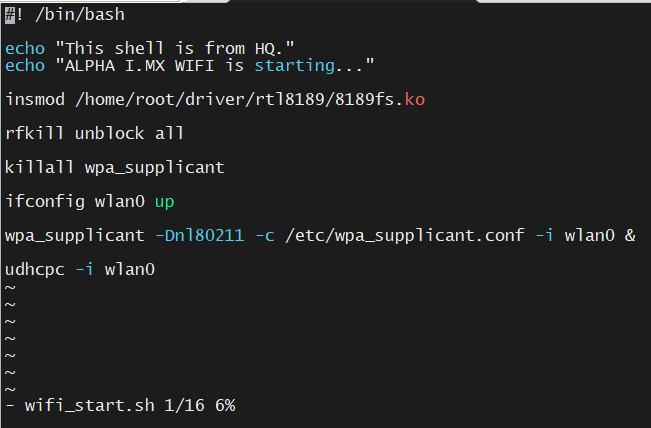 #! /bin/bash
echo "This shell is from HQ."
echo "ALPHA I.MX WIFI is starting..."
insmod /home/root/driver/rtl8189/8189fs.ko
rfkill unblock all
killall wpa_supplicant
ifconfig wlan0 up
wpa_supplicant -Dnl80211 -c /etc/wpa_supplicant.conf -i wlan0 &
udhcpc -i wlan0
~
~
~
~
~
~
~
- wifi_start.sh 1/16 6%